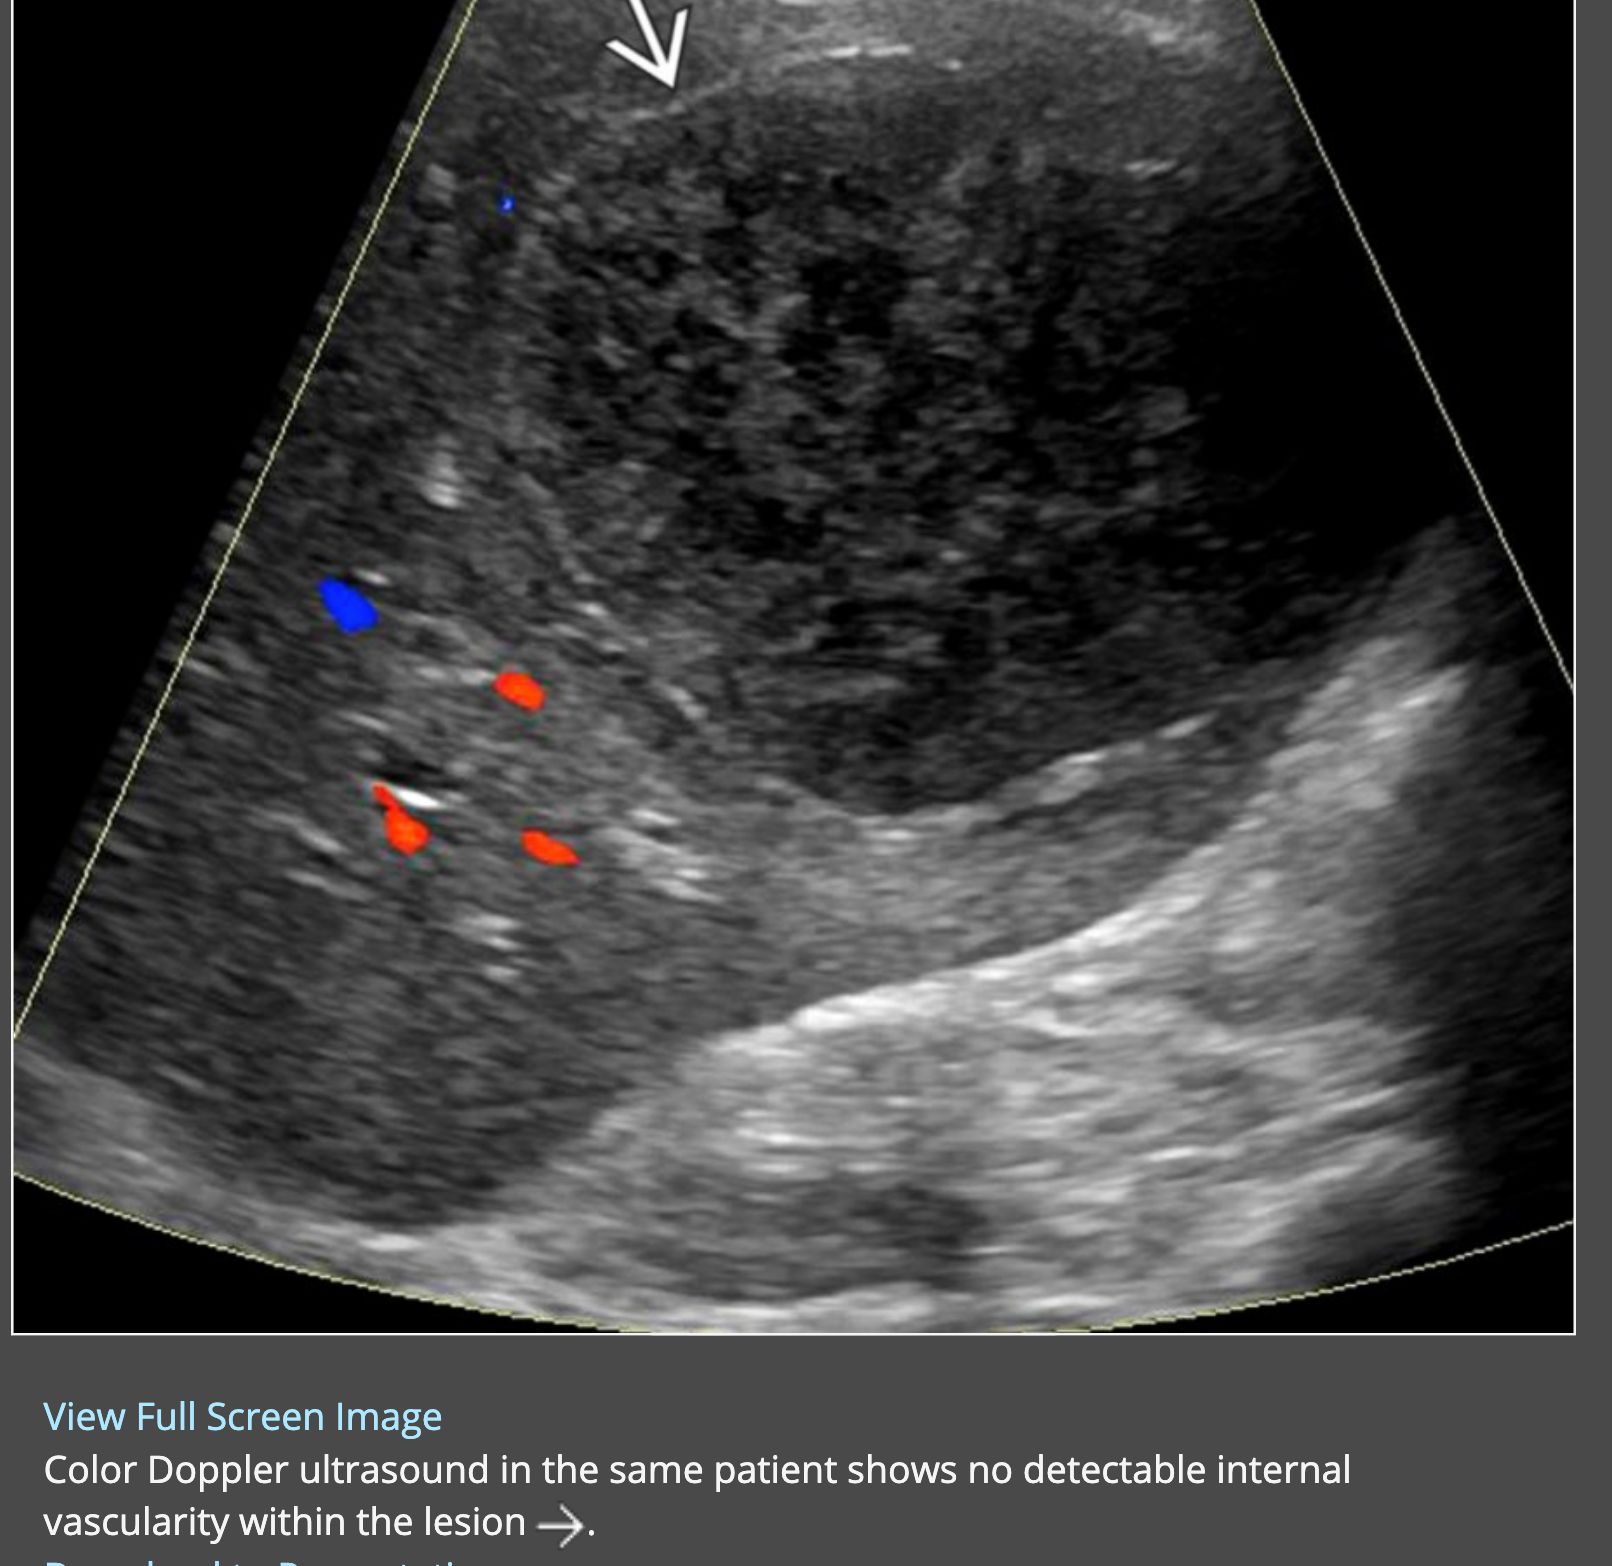 View Full Screen Image
Color Doppler ultrasound in the same patient shows no detectable internal
vascularity within the lesion →.